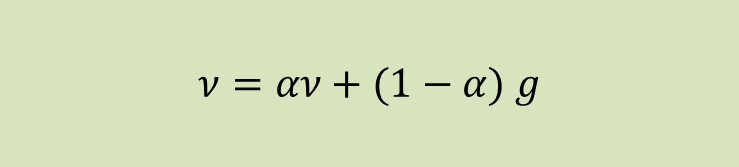 𝜈 = 𝛼𝜈 + (1 − 𝛼) 𝑔